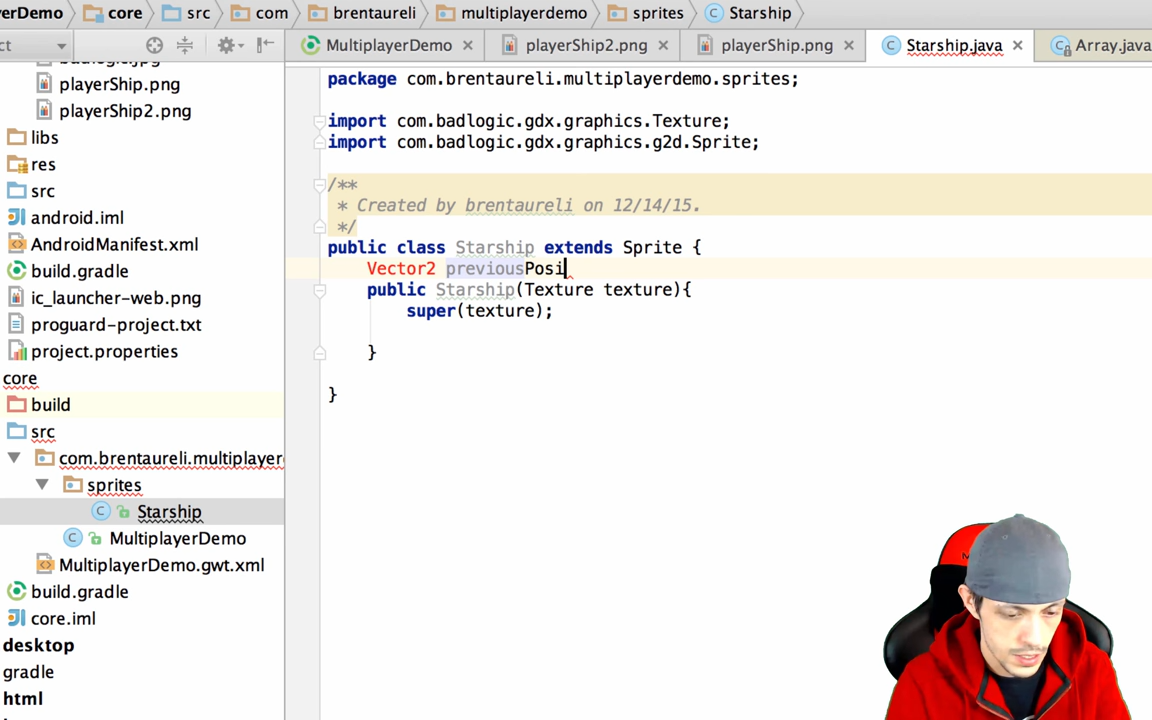 erDemo core src com brentaureli multiplayerdemo sprites Starship
ct MultiplayerDemo playerShip2.png playerShip.png Starship.java Array.java
playerShip.png
playerShip2.png
libs
res
src
android.iml
AndroidManifest.xml
build.gradle
ic_launcher-web.png
proguard-project.txt
project.properties
core
build
src
com.brentaureli.multiplayer
sprites
Starship
MultiplayerDemo
MultiplayerDemo.gwt.xml
build.gradle
core.iml
desktop
gradle
html
package com.brentaureli.multiplayerdemo.sprites;
import com.badlogic.gdx.graphics.Texture;
import com.badlogic.gdx.graphics.g2d.Sprite;
/**
* Created by brentaureli on 12/14/15.
*/
public class Starship extends Sprite {
Vector2 previousPosi
public Starship(Texture texture){
super(texture);
}
}